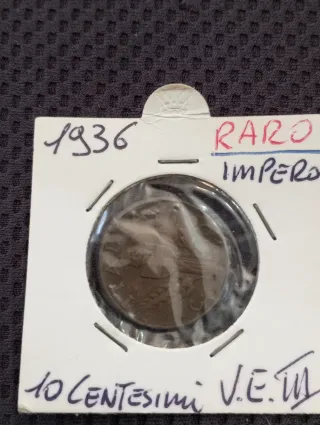 1936 RARO
IMPERO
10 CENTESIMI V.E. III